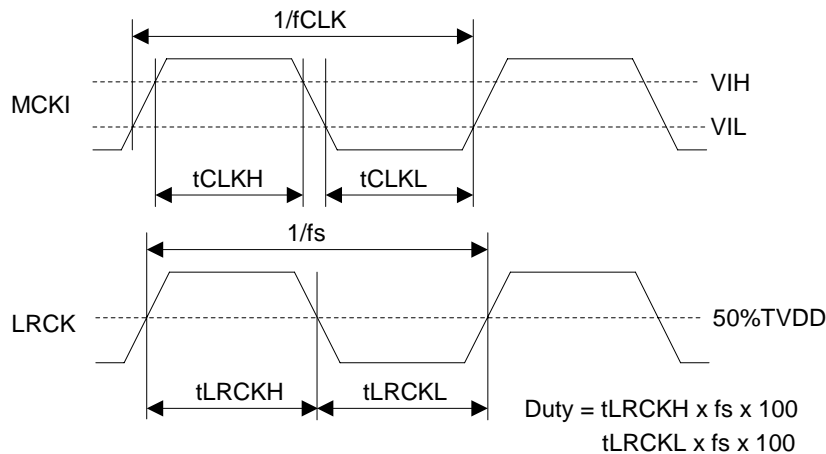 1/fCLK
VIH
MCKI
VIL
tCLKH
tCLKL
1/fs
LRCK
50%TVDD
tLRCKH
tLRCKL
Duty = tLRCKH x fs x 100
tLRCKL x fs x 100